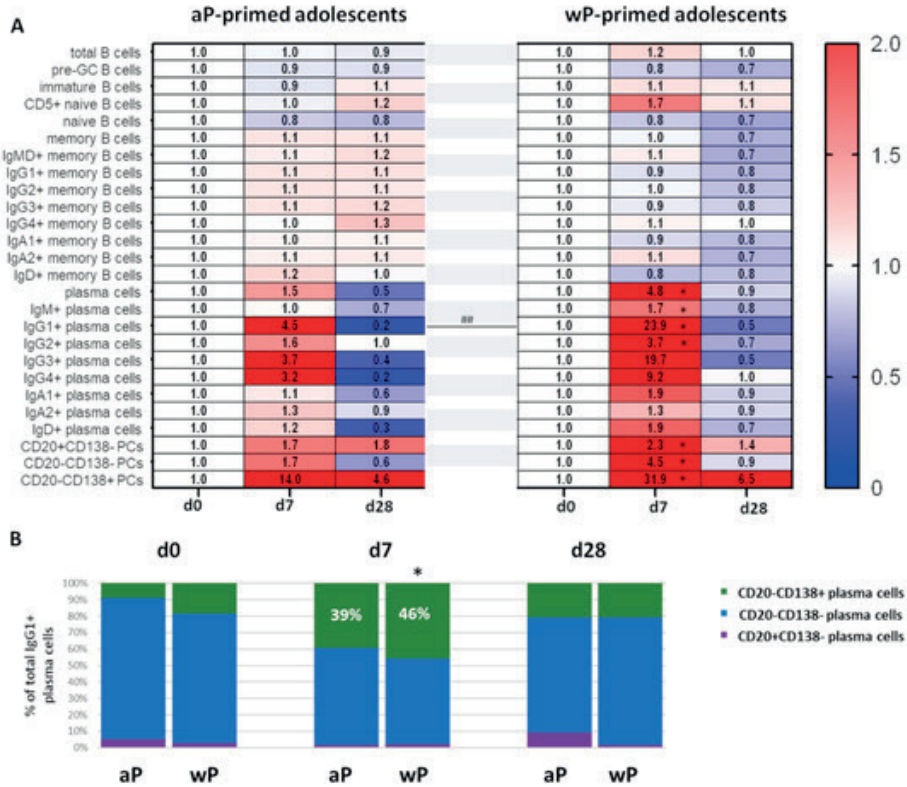 aP-primed adolescents wP-primed adolescents
A
total B cells 1.0 1.0 0.9 1.0 1.2 1.0 2.0
pre-GC B cells 1.0 0.9 0.9 1.0 0.8 0.7
immature B cells 1.0 0.9 1.1 1.0 1.1 1.1
CD5+ naive B cells 1.0 1.0 1.2 1.0 1.7 1.1
naive B cells 1.0 0.8 0.8 1.0 0.8 0.7
memory B cells 1.0 1.1 1.1 1.0 1.0 0.7
IgMD+ memory B cells 1.0 1.1 1.2 1.0 1.1 0.7 1.5
IgG1+ memory B cells 1.0 1.1 1.1 1.0 0.9 0.8
IgG2+ memory B cells 1.0 1.1 1.1 1.0 1.0 0.8
IgG3+ memory B cells 1.0 1.1 1.2 1.0 0.9 0.8
IgG4+ memory B cells 1.0 1.0 1.3 1.0 1.1 1.0
IgA1+ memory B cells 1.0 1.0 1.1 1.0 0.9 0.8
IgA2+ memory B cells 1.0 1.1 1.1 1.0 1.1 0.7
IgD+ memory B cells 1.0 1.2 1.0 1.0 0.8 0.8 1.0
plasma cells 1.0 1.5 0.5 1.0 4.8 * 0.9
IgM+ plasma cells 1.0 1.0 0.7 1.0 1.7 * 0.8
IgG1+ plasma cells 1.0 4.5 0.2 ## 1.0 23.9 * 0.5
IgG2+ plasma cells 1.0 1.6 1.0 1.0 3.7 * 0.7
IgG3+ plasma cells 1.0 3.7 0.4 1.0 19.7 0.5
IgG4+ plasma cells 1.0 3.2 0.2 1.0 9.2 1.0 0.5
IgA1+ plasma cells 1.0 1.1 0.6 1.0 1.9 0.9
IgA2+ plasma cells 1.0 1.3 0.9 1.0 1.3 0.9
IgD+ plasma cells 1.0 1.2 0.3 1.0 1.9 0.7
CD20+CD138- PCs 1.0 1.7 1.8 1.0 2.3 * 1.4
CD20-CD138- PCs 1.0 1.7 0.6 1.0 4.5 * 0.9
CD20-CD138+ PCs 1.0 14.0 4.6 1.0 31.9 * 6.5 0
d0 d7 d28 d0 d7 d28
B
d0 d7 d28
*
% of total IgG1+
plasma cells
100%
90%
80%
70%
60%
50%
40%
30%
20%
10%
0%
39% 46%
CD20-CD138+ plasma cells
CD20-CD138- plasma cells
CD20+CD138- plasma cells
aP wP aP wP aP wP